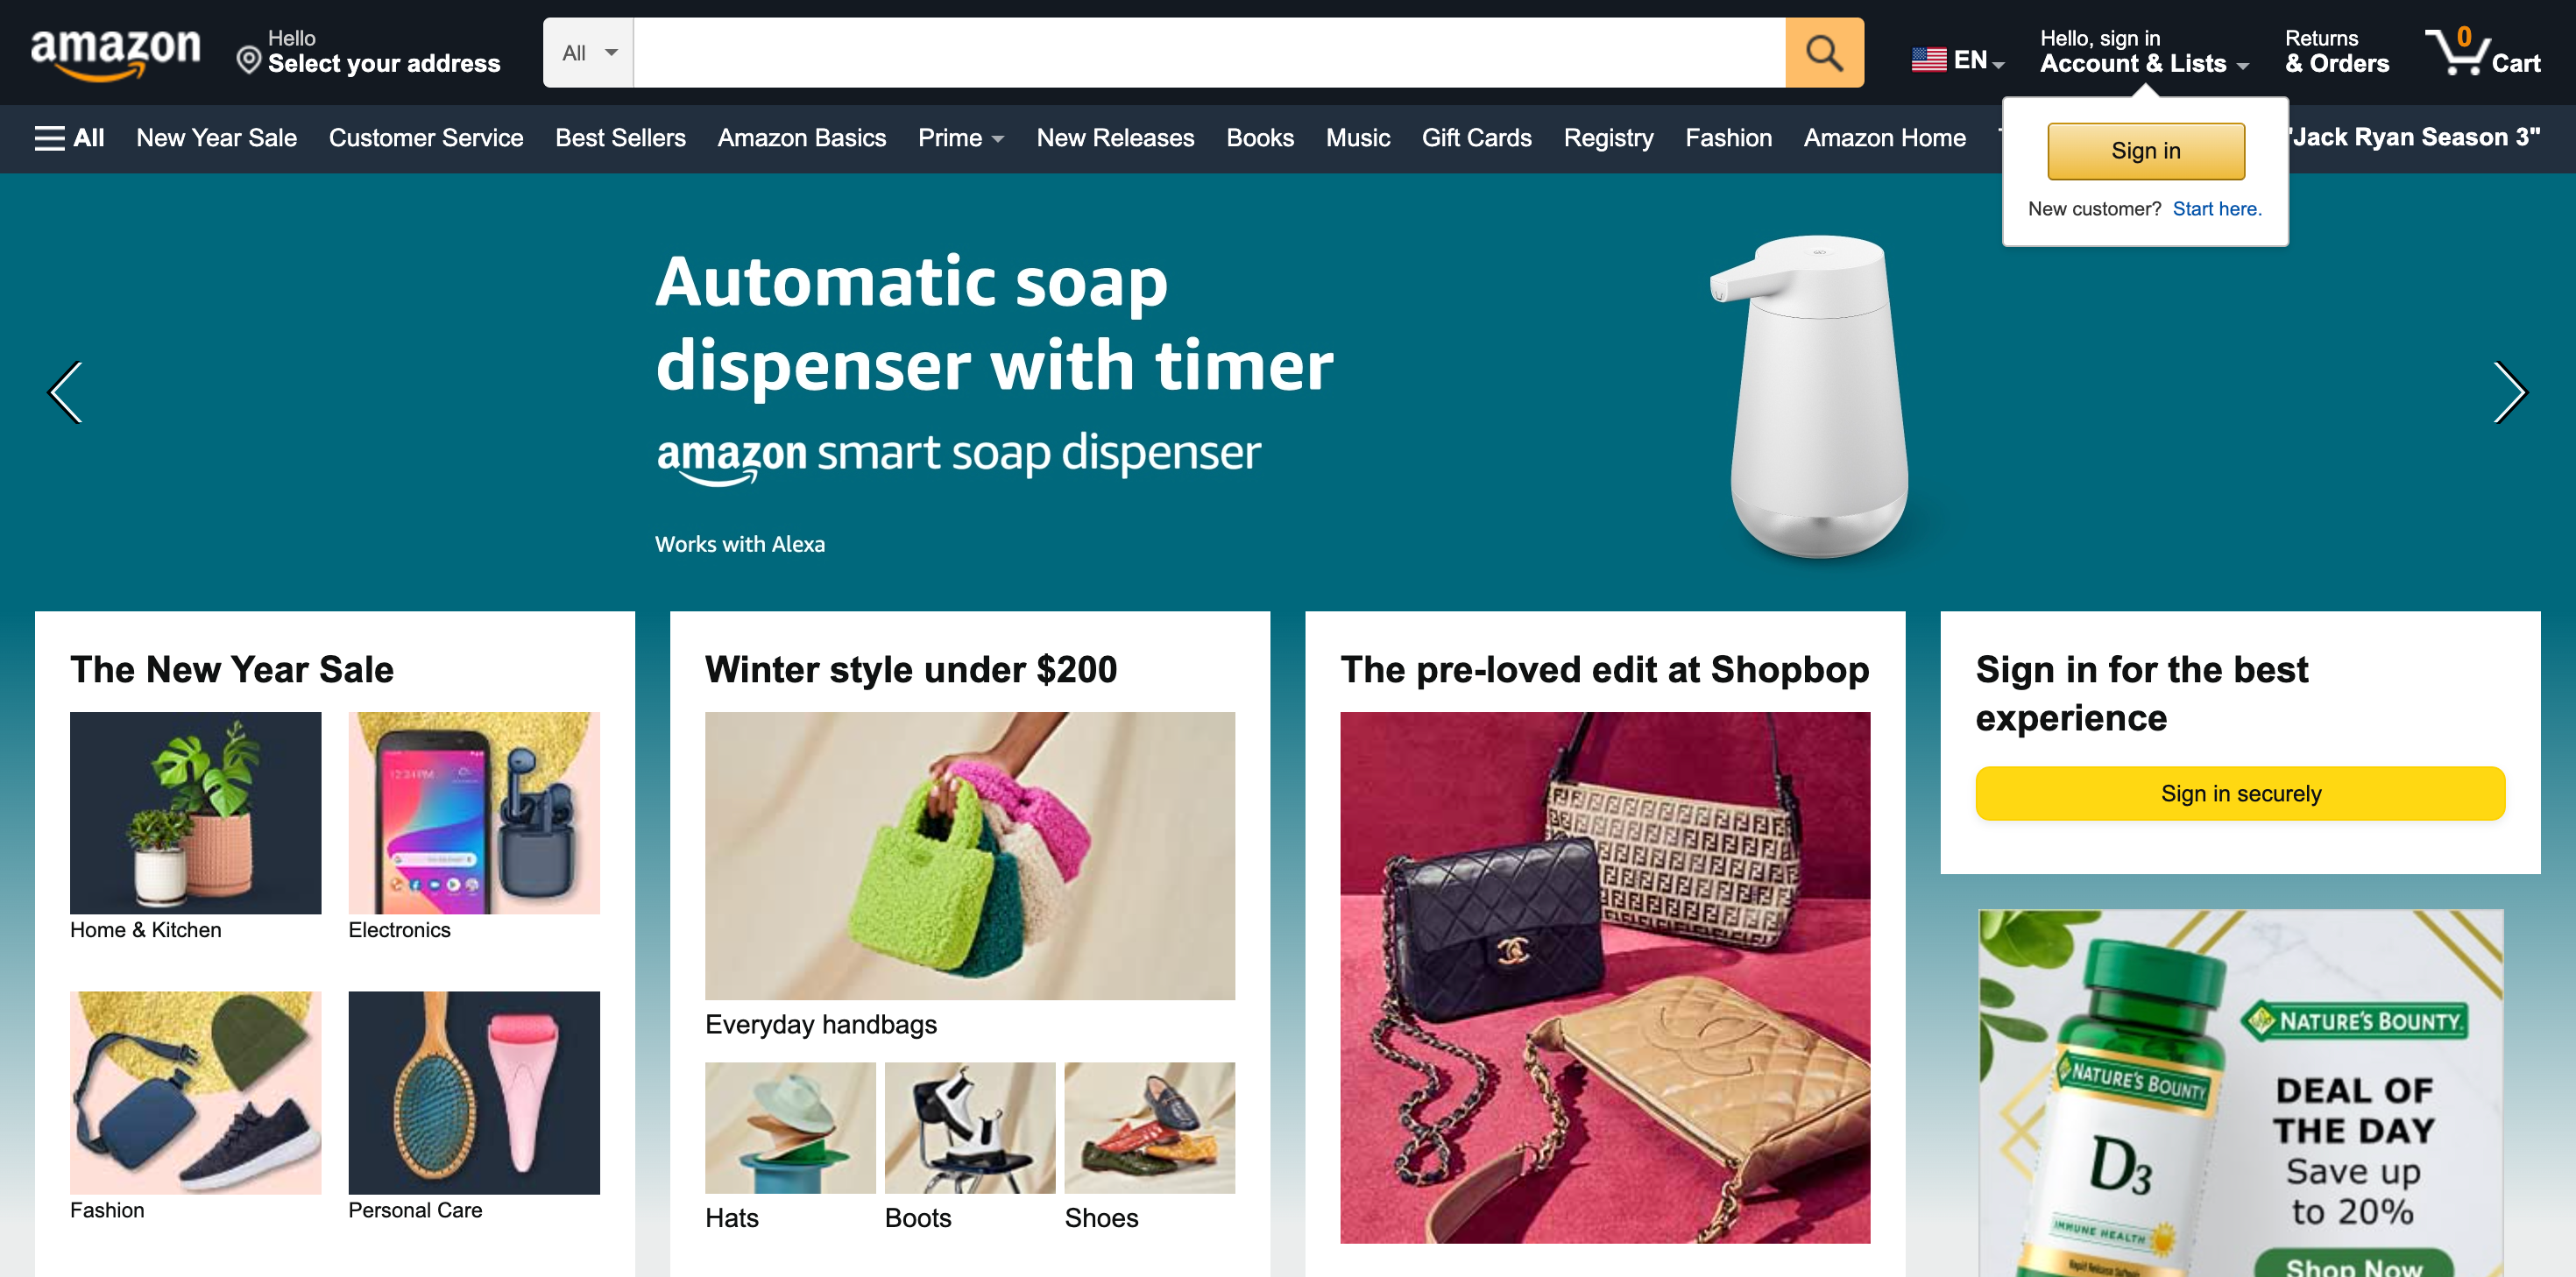 amazon
Hello
Select your address
All
EN
Hello, sign in
Account & Lists
Returns
& Orders
0
Cart
All
New Year Sale
Customer Service
Best Sellers
Amazon Basics
Prime
New Releases
Books
Music
Gift Cards
Registry
Fashion
Amazon Home
"Jack Ryan Season 3"
Sign in
New customer? Start here.
Automatic soap
dispenser with timer
amazon smart soap dispenser
Works with Alexa
The New Year Sale
Home & Kitchen
Electronics
12:31PM
Fashion
Personal Care
Winter style under $200
Everyday handbags
Hats
Boots
Shoes
The pre-loved edit at Shopbop
Sign in for the best
experience
Sign in securely
NATURE'S BOUNTY
NATURE'S BOUNTY
D3
IMMUNE HEALTH
DEAL OF
THE DAY
Save up
to 20%
Shop Now